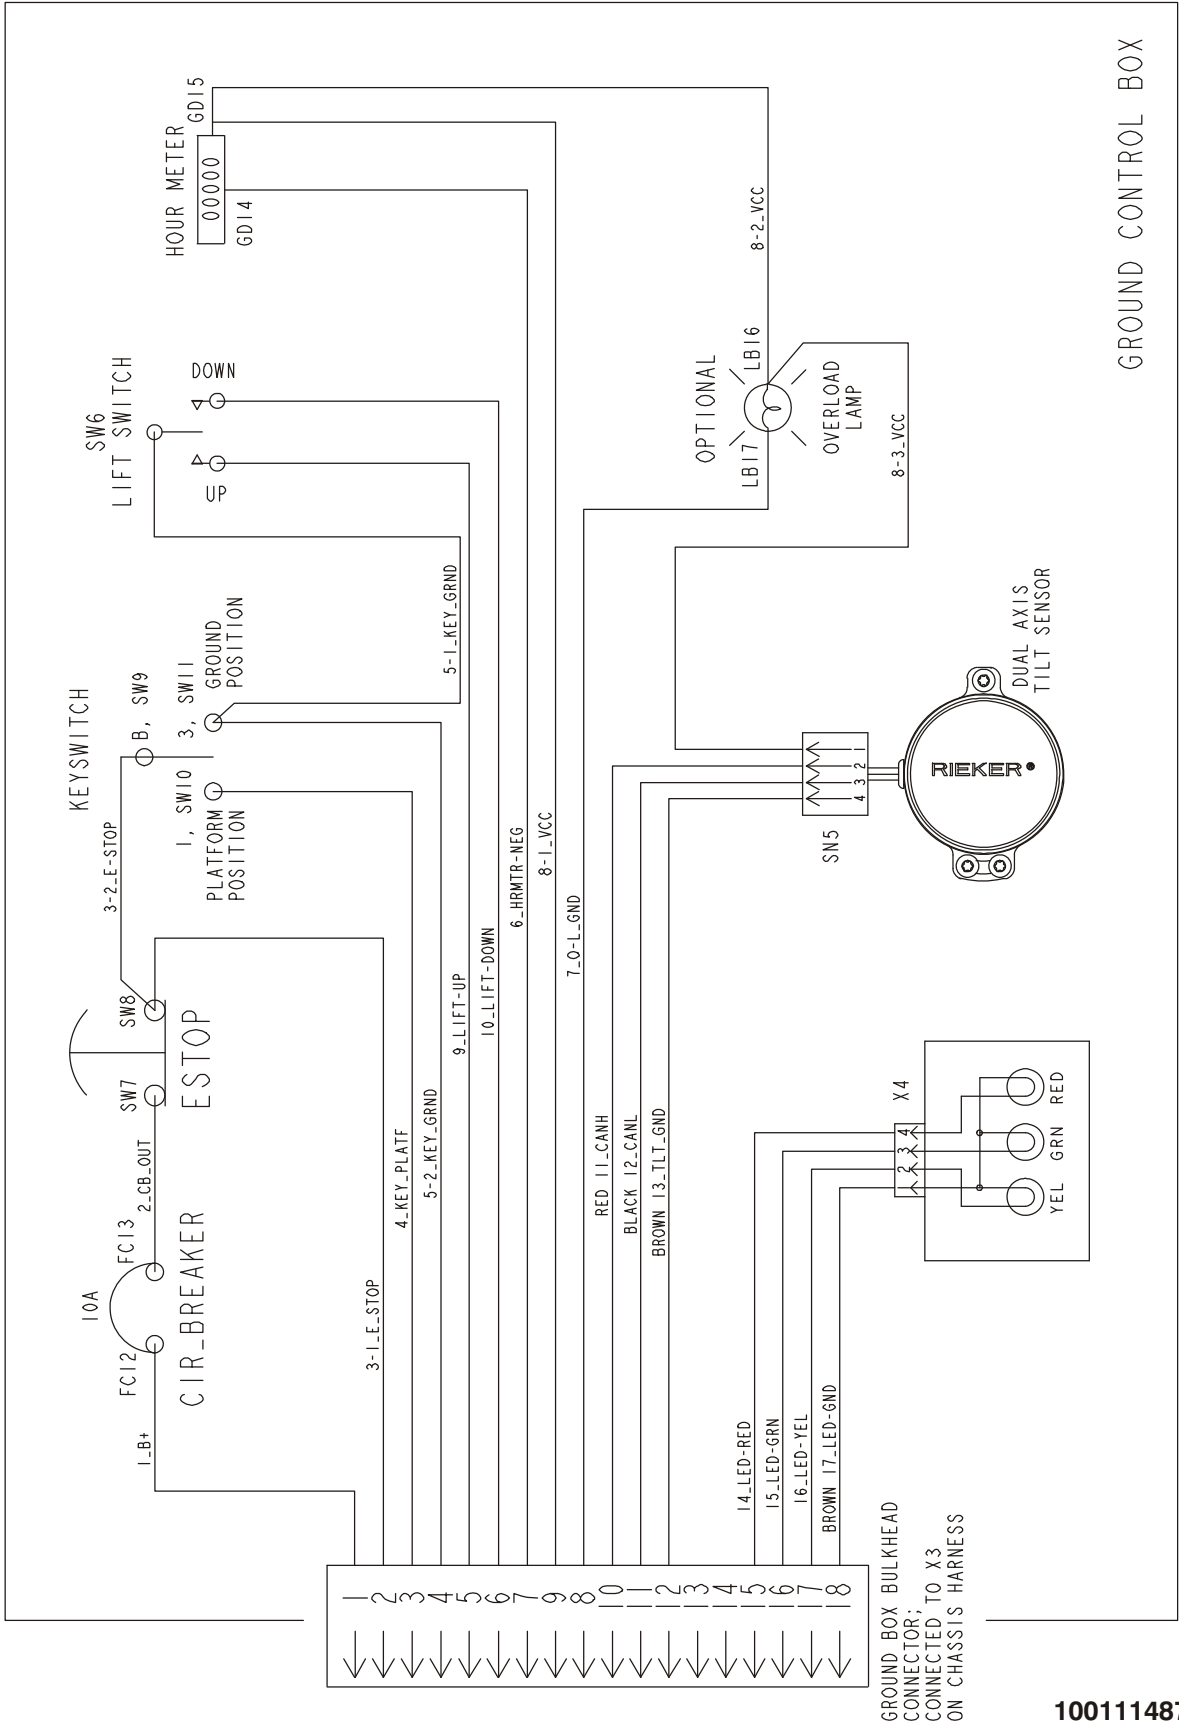 GROUND CONTROL BOX
HOUR METER
00000
GD15
GD14
SW6
LIFT SWITCH
DOWN
UP
KEYSWITCH
B, SW9
3, SW11
GROUND
POSITION
1, SW10
PLATFORM
POSITION
3-2_E-STOP
SW8
SW7
ESTOP
2_CB_OUT
10A
FC13
FC12
CIR_BREAKER
1_B+
3-1_E_STOP
4_KEY_PLATF
5-2_KEY_GRND
5-1_KEY_GRND
9_LIFT-UP
10_LIFT-DOWN
6_HRMTR-NEG
8-1_VCC
7_O-L_GND
8-2_VCC
OPTIONAL
LB16
LB17
OVERLOAD
LAMP
8-3_VCC
RED 11_CANH
BLACK 12_CANL
BROWN 13_TLT_GND
SN5
1
2
3
4
RIEKER®
DUAL AXIS
TILT SENSOR
X4
4
3
2
1
RED
GRN
YEL
14_LED-RED
15_LED-GRN
16_LED-YEL
BROWN 17_LED-GND
1
2
3
4
5
6
7
9
8
10
11
12
13
14
15
16
17
18
GROUND BOX BULKHEAD
CONNECTOR;
CONNECTED TO X3
ON CHASSIS HARNESS
100111487